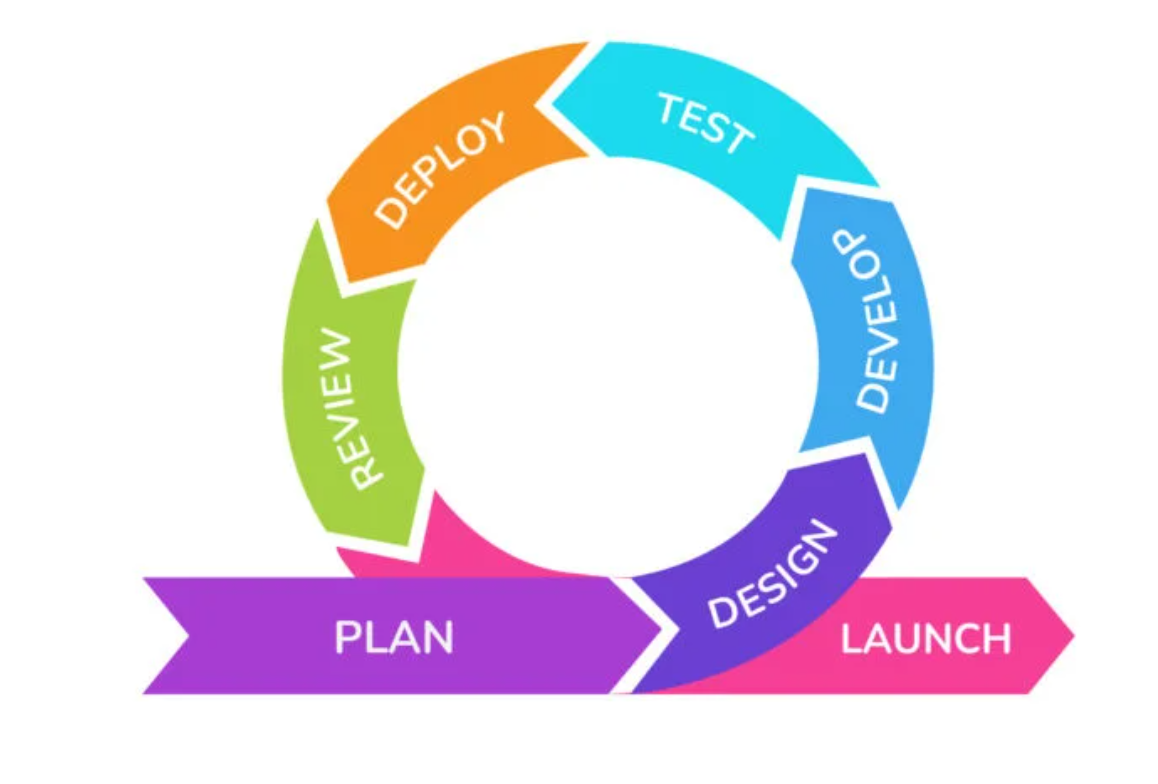 PLAN
DESIGN
DEVELOP
TEST
DEPLOY
REVIEW
LAUNCH